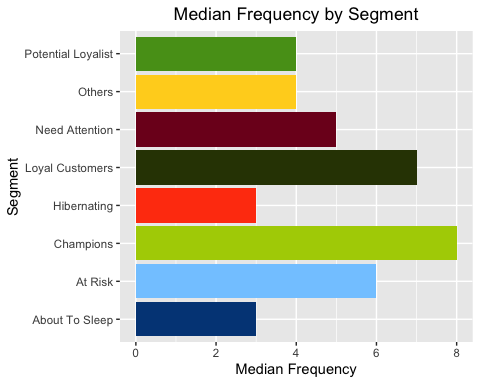 Median Frequency by Segment
Segment
Potential Loyalist
Others
Need Attention
Loyal Customers
Hibernating
Champions
At Risk
About To Sleep
0 2 4 6 8
Median Frequency